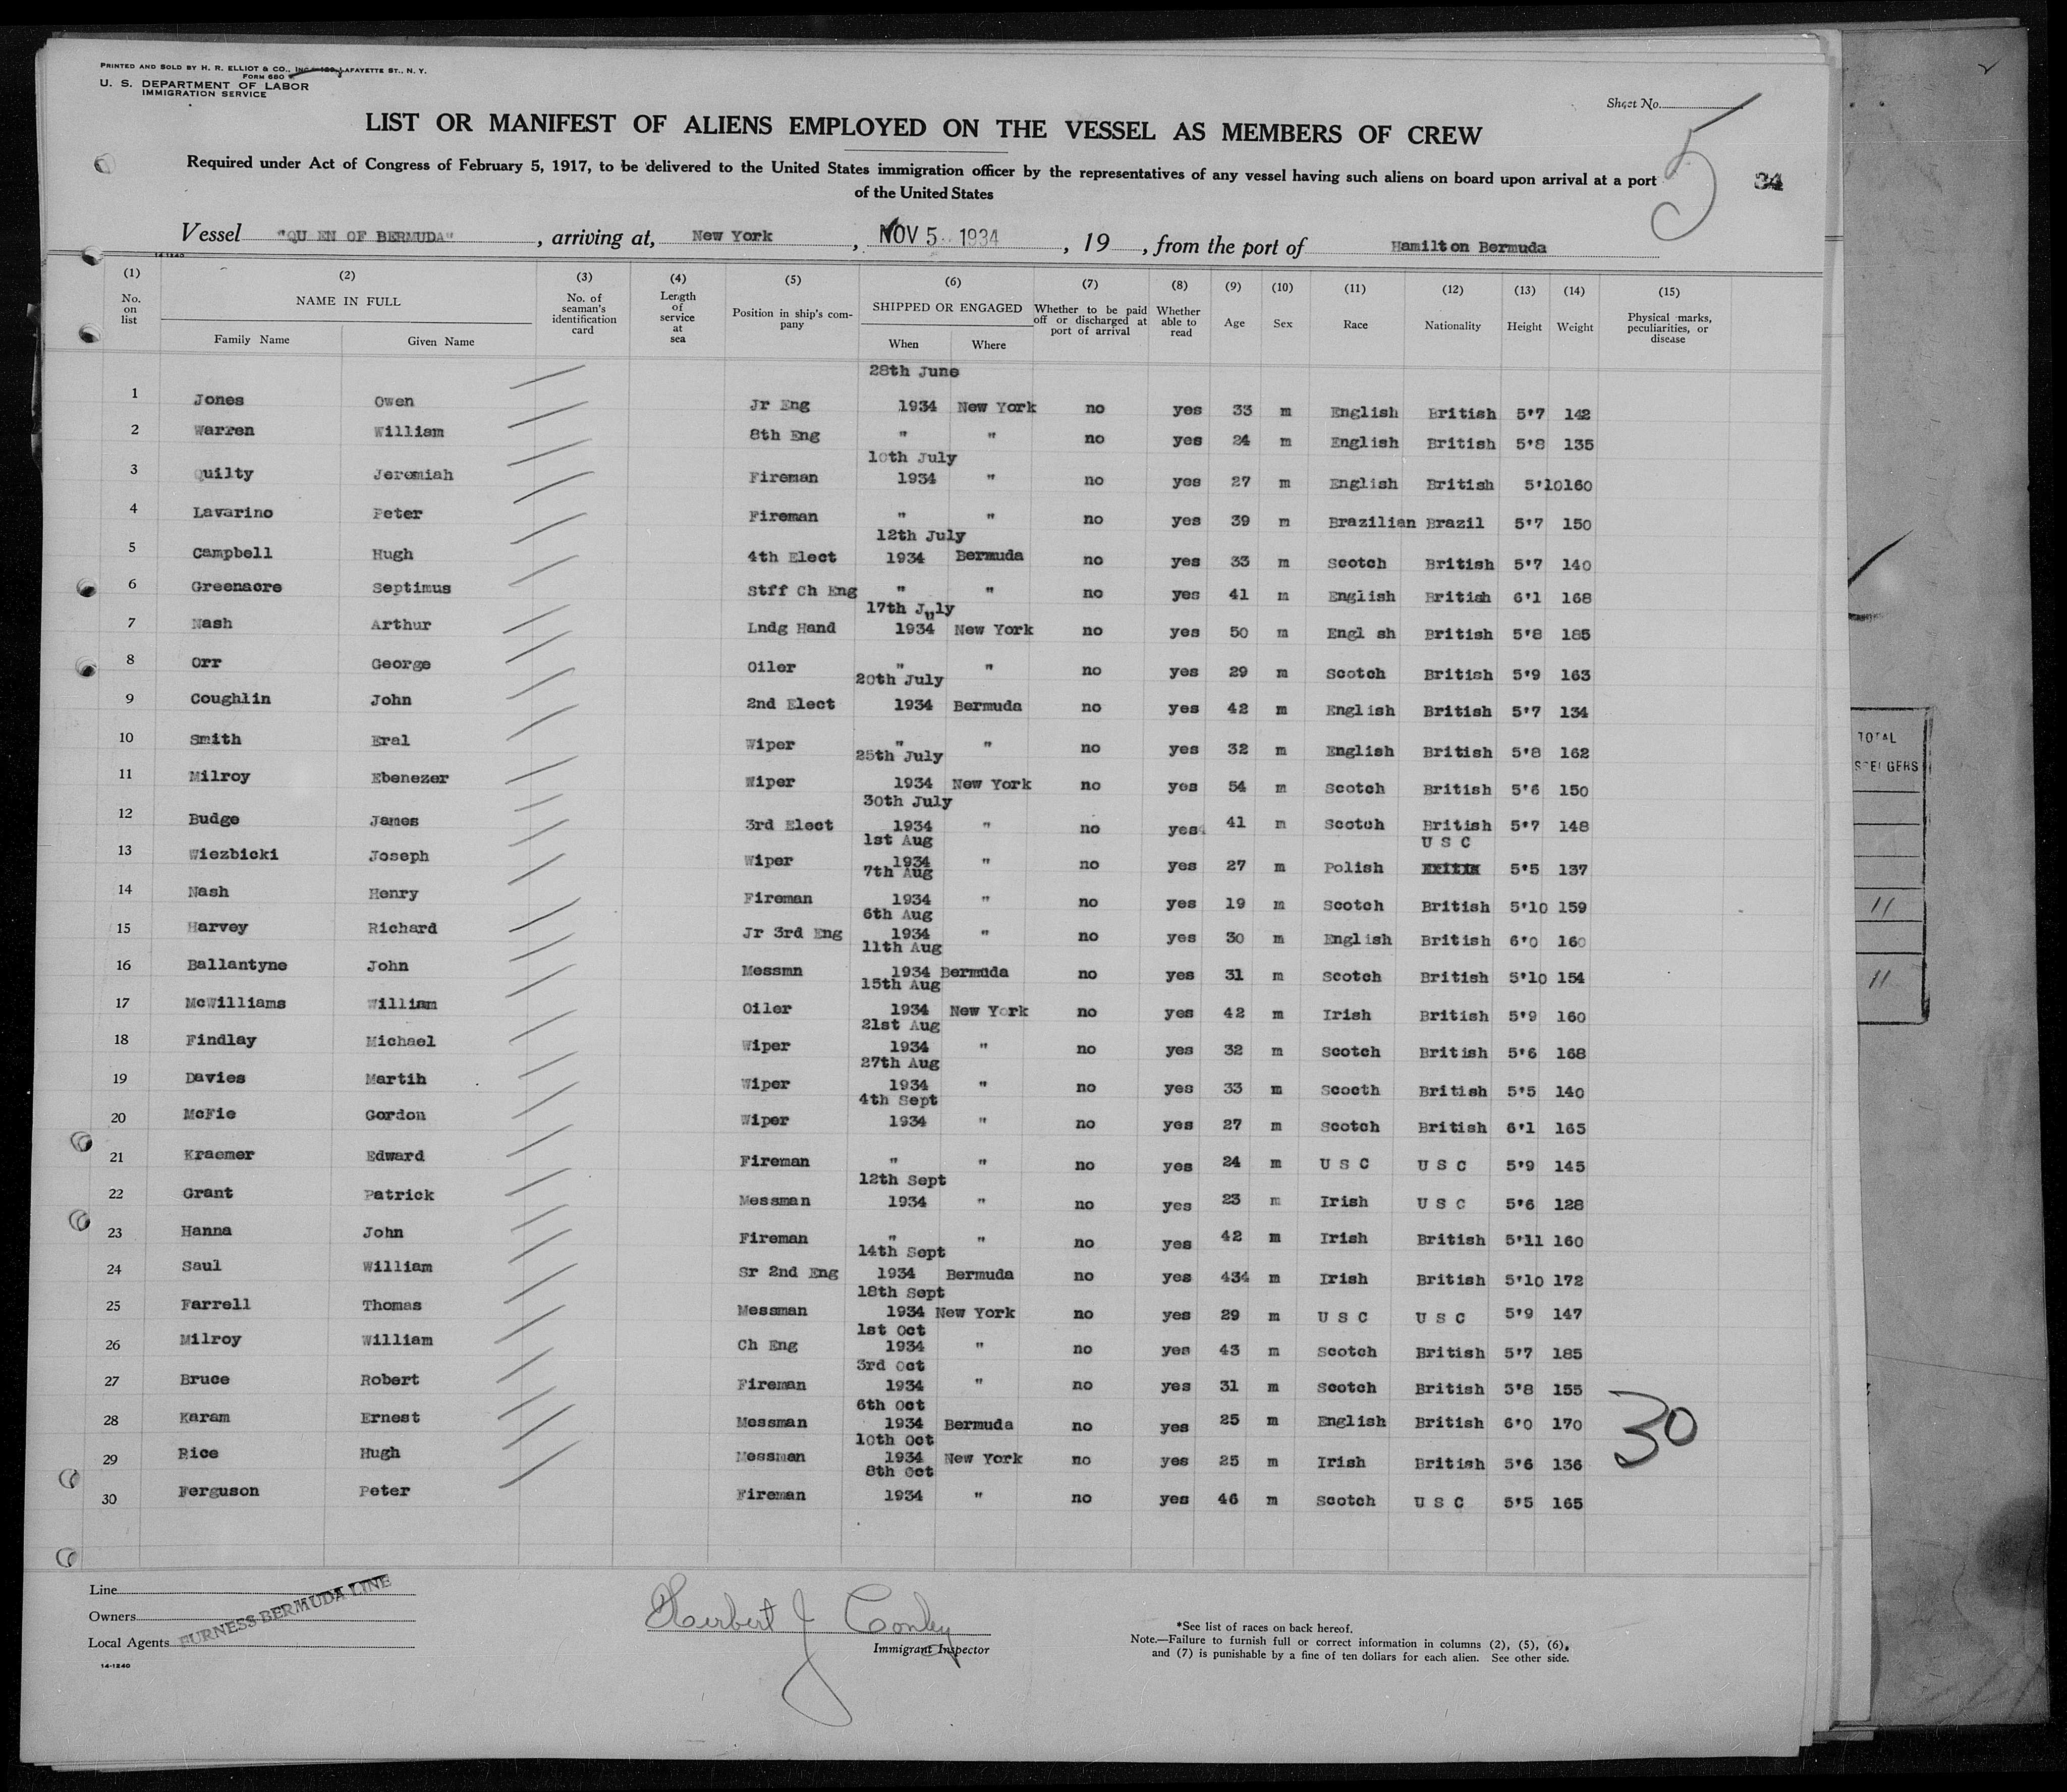 PRINTED AND SOLD BY H. R. ELLIOT & CO., INC. LAFAYETTE ST., N. Y.
FORM 680
U. S. DEPARTMENT OF LABOR
IMMIGRATION SERVICE
Sheet No. 5
LIST OR MANIFEST OF ALIENS EMPLOYED ON THE VESSEL AS MEMBERS OF CREW
Required under Act of Congress of February 5, 1917, to be delivered to the United States immigration officer by the representatives of any vessel having such aliens on board upon arrival at a port
of the United States
34
Vessel "QU EN OF BERMUDA", arriving at, New York, NOV 5 1934, 19, from the port of Hamilton Bermuda
14-1240
(1) (2) (3) (4) (5) (6) (7) (8) (9) (10) (11) (12) (13) (14) (15)
No. on list NAME IN FULL Family Name Given Name No. of seaman's identification card Length of service at sea Position in ship's company SHIPPED OR ENGAGED When Where Whether to be paid off or discharged at port of arrival Whether able to read Age Sex Race Nationality Height Weight Physical marks, peculiarities, or disease
28th June
1 Jones Owen Jr Eng 1934 New York no yes 33 m English British 5'7 142
2 Warren William 8th Eng " " no yes 24 m English British 5'8 135
10th July
3 Quilty Jeremiah Fireman 1934 " no yes 27 m English British 5'10 160
4 Lavarino Peter Fireman " " no yes 39 m Brazilian Brazil 5'7 150
12th July
5 Campbell Hugh 4th Elect 1934 Bermuda no yes 33 m Scotch British 5'7 140
6 Greenacre Septimus Stff Ch Eng " " no yes 41 m English British 6'1 168
17th July
7 Nash Arthur Lndg Hand 1934 New York no yes 50 m Engl sh British 5'8 185
8 Orr George Oiler " " no yes 29 m Scotch British 5'9 163
20th July
9 Coughlin John 2nd Elect 1934 Bermuda no yes 42 m English British 5'7 134
10 Smith Eral Wiper " " no yes 32 m English British 5'8 162
25th July
11 Milroy Ebenezer Wiper 1934 New York no yes 54 m Scotch British 5'6 150
30th July
12 Budge James 3rd Elect 1934 " no yes 41 m Scotch British 5'7 148
1st Aug U S C
13 Wiezbicki Joseph Wiper 1934 " no yes 27 m Polish 5'5 137
7th Aug
14 Nash Henry Fireman 1934 " no yes 19 m Scotch British 5'10 159
6th Aug
15 Harvey Richard Jr 3rd Eng 1934 " no yes 30 m English British 6'0 160
11th Aug
16 Ballantyne John Messmn 1934 Bermuda no yes 31 m Scotch British 5'10 154
15th Aug
17 McWilliams William Oiler 1934 New York no yes 42 m Irish British 5'9 160
21st Aug
18 Findlay Michael Wiper 1934 " no yes 32 m Scotch British 5'6 168
27th Aug
19 Davies Martih Wiper 1934 " no yes 33 m Scocth British 5'5 140
4th Sept
20 McFie Gordon Wiper 1934 " no yes 27 m Scotch British 6'1 165
21 Kraemer Edward Fireman " " no yes 24 m U S C U S C 5'9 145
12th Sept
22 Grant Patrick Messman 1934 " no yes 23 m Irish U S C 5'6 128
23 Hanna John Fireman " " no yes 42 m Irish British 5'11 160
14th Sept
24 Saul William Sr 2nd Eng 1934 Bermuda no yes 434 m Irish British 5'10 172
18th Sept
25 Farrell Thomas Messman 1934 New York no yes 29 m U S C U S C 5'9 147
1st Oct
26 Milroy William Ch Eng 1934 " no yes 43 m Scotch British 5'7 185
3rd Oct
27 Bruce Robert Fireman 1934 " no yes 31 m Scotch British 5'8 155
6th Oct
28 Karam Ernest Messman 1934 Bermuda no yes 25 m English British 6'0 170
10th Oct
29 Rice Hugh Messman 1934 New York no yes 25 m Irish British 5'6 136
8th Oct
30 Ferguson Peter Fireman 1934 " no yes 46 m Scotch U S C 5'5 165
30
TOTAL
11
11
Line
Owners
Local Agents FURNESS BERMUDA LINE
14-1240
Herbert J Conley
Immigrant Inspector
*See list of races on back hereof.
Note.—Failure to furnish full or correct information in columns (2), (5), (6),
and (7) is punishable by a fine of ten dollars for each alien. See other side.